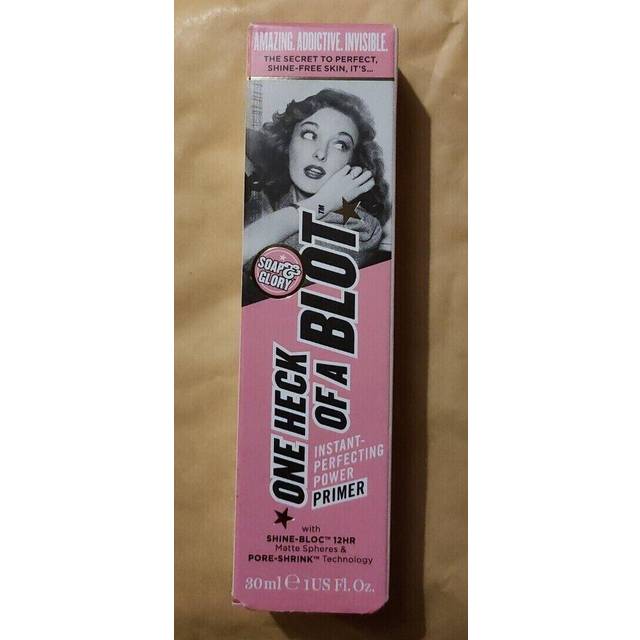 AMAZING. ADDICTIVE. INVISIBLE.
THE SECRET TO PERFECT,
SHINE-FREE SKIN, IT'S...
SOAP &
GLORY
ONE HECK
OF A BLOT™
INSTANT-
PERFECTING
POWER
PRIMER
with
SHINE-BLOC™ 12HR
Matte Spheres &
PORE-SHRINK™ Technology
30ml ℮ 1US Fl.Oz.